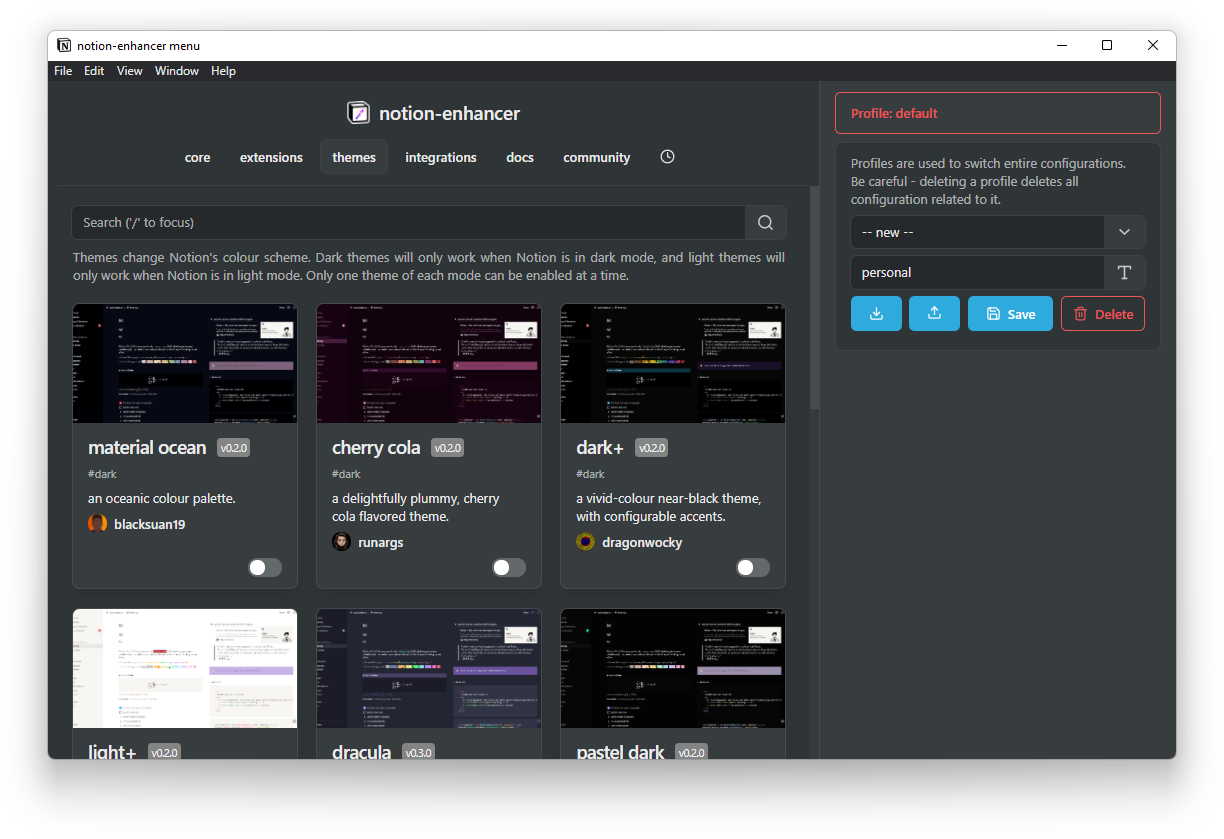 notion-enhancer menu
File Edit View Window Help
notion-enhancer
core extensions themes integrations docs community
Search ('/' to focus)
Themes change Notion's colour scheme. Dark themes will only work when Notion is in dark mode, and light themes will
only work when Notion is in light mode. Only one theme of each mode can be enabled at a time.
material ocean v0.2.0
#dark
an oceanic colour palette.
blacksuan19
cherry cola v0.2.0
#dark
a delightfully plummy, cherry
cola flavored theme.
runargs
dark+ v0.2.0
#dark
a vivid-colour near-black theme,
with configurable accents.
dragonwocky
light+ v0.2.0
dracula v0.3.0
pastel dark v0.2.0
Profile: default
Profiles are used to switch entire configurations.
Be careful - deleting a profile deletes all
configuration related to it.
-- new --
personal
Save Delete